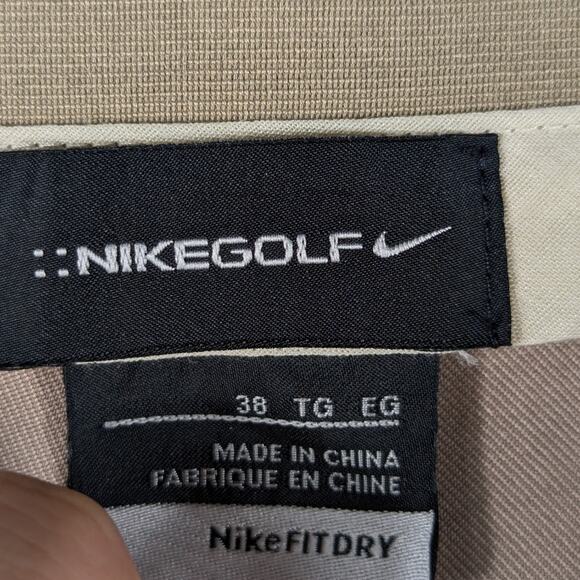 ::NIKEGOLF
38 TG EG
MADE IN CHINA
FABRIQUE EN CHINE
NikeFITDRY